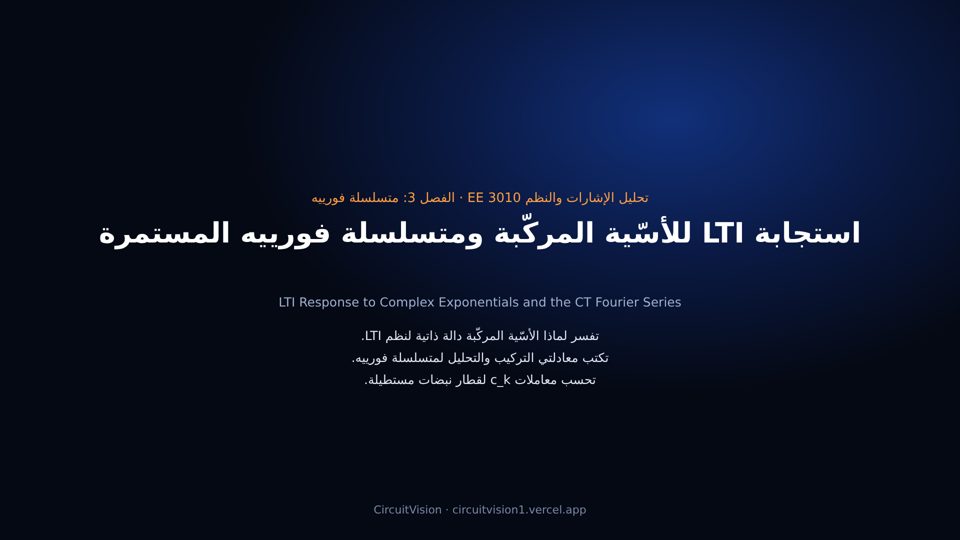 تحليل الإشارات والنظم EE 3010 · الفصل 3: متسلسلة فورييه
استجابة LTI للأسّية المركّبة ومتسلسلة فورييه المستمرة
LTI Response to Complex Exponentials and the CT Fourier Series
تفسر لماذا الأسّية المركّبة دالة ذاتية لنظم LTI.
تكتب معادلتي التركيب والتحليل لمتسلسلة فورييه.
تحسب معاملات c_k لقطار نبضات مستطيلة.
CircuitVision · circuitvision1.vercel.app